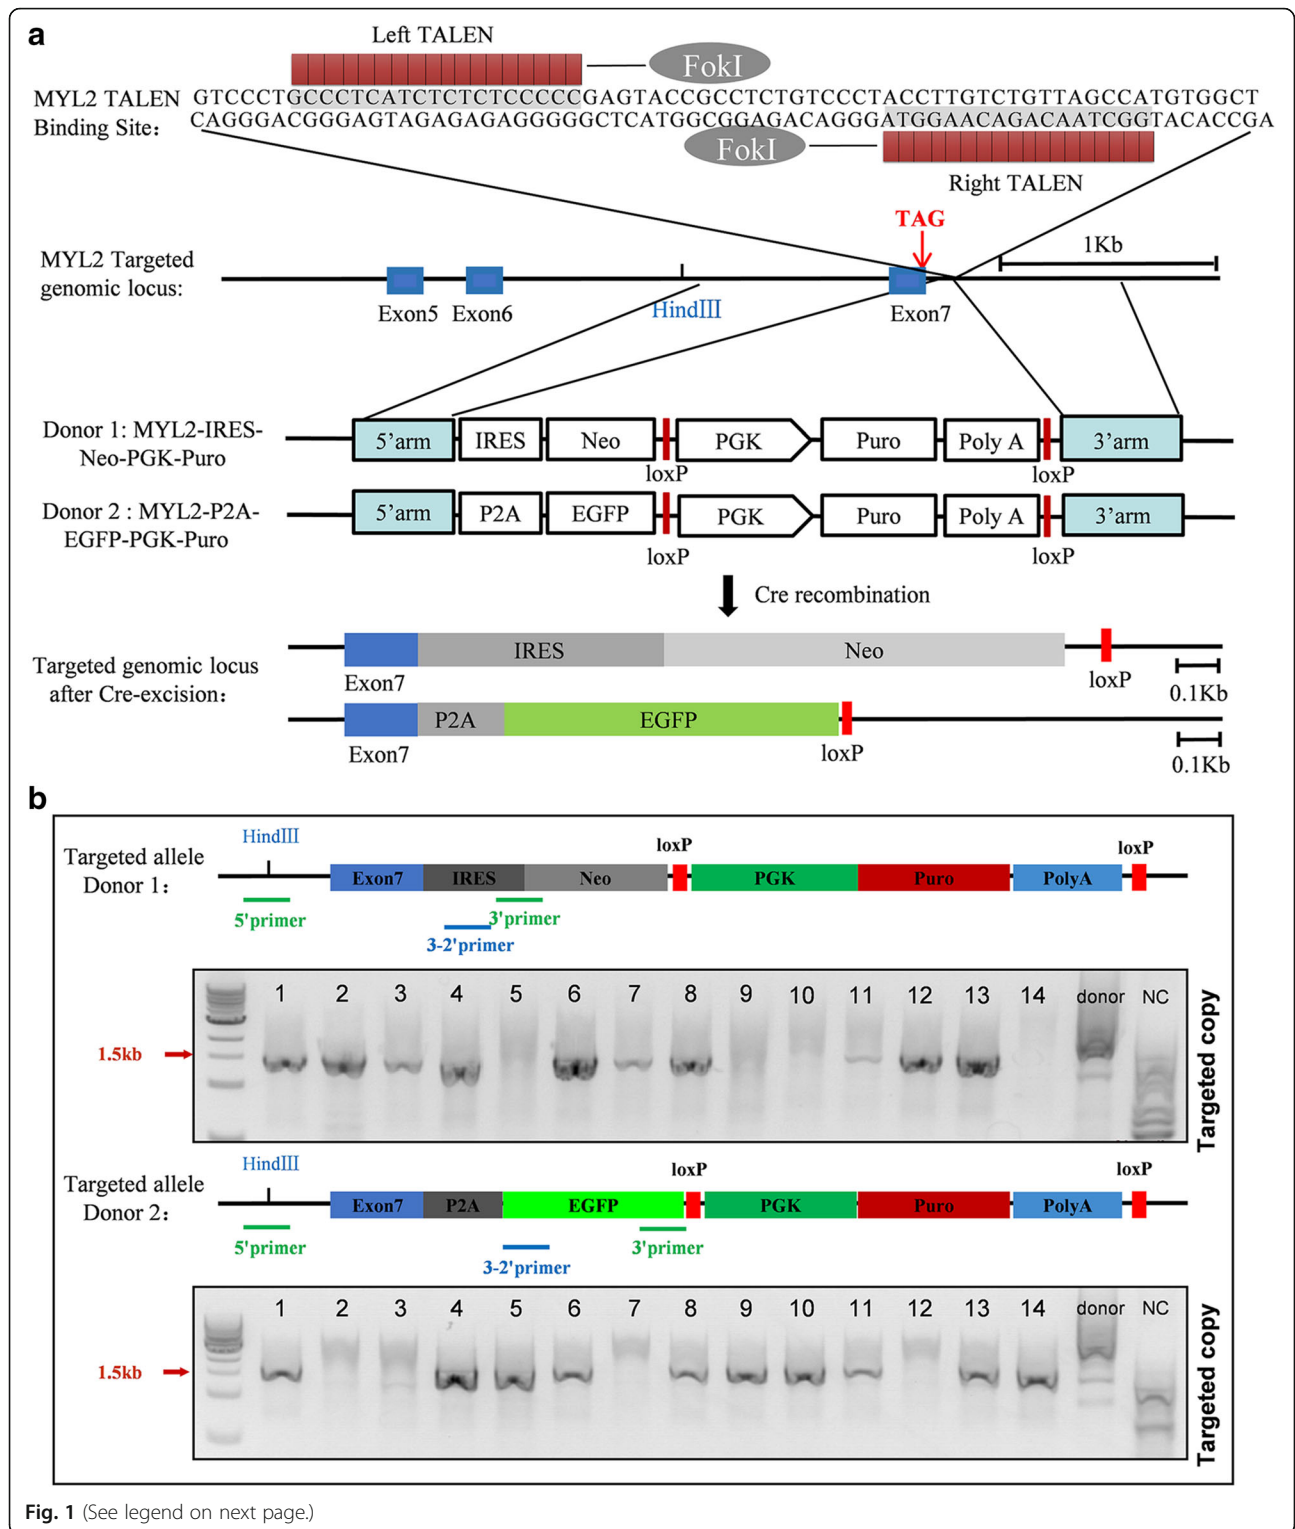 a
Left TALEN
FokI
MYL2 TALEN GTCCCTGCCCTCATCTCTCTCCCCCGAGTACCGCCTCTGTCCCTACCTTGTCTGTTAGCCATGTGGCT
Binding Site: CAGGGACGGGAGTAGAGAGAGGGGGCTCATGGCGGAGACAGGGATGGAACAGACAATCGGTACACCGA
FokI
Right TALEN
TAG
1Kb
MYL2 Targeted
genomic locus:
Exon5 Exon6 HindIII Exon7
Donor 1: MYL2-IRES-
Neo-PGK-Puro
5'arm IRES Neo PGK Puro Poly A 3'arm
loxP loxP
Donor 2 : MYL2-P2A-
EGFP-PGK-Puro
5'arm P2A EGFP PGK Puro Poly A 3'arm
loxP loxP
Cre recombination
Targeted genomic locus
after Cre-excision:
IRES Neo
Exon7 loxP 0.1Kb
P2A EGFP
Exon7 loxP 0.1Kb
b
HindIII
Targeted allele
Donor 1:
loxP loxP
Exon7 IRES Neo PGK Puro PolyA
5'primer 3'primer
3-2'primer
1 2 3 4 5 6 7 8 9 10 11 12 13 14 donor NC
1.5kb
Targeted copy
HindIII
Targeted allele
Donor 2:
loxP loxP
Exon7 P2A EGFP PGK Puro PolyA
5'primer 3'primer
3-2'primer
1 2 3 4 5 6 7 8 9 10 11 12 13 14 donor NC
1.5kb
Targeted copy
Fig. 1 (See legend on next page.)